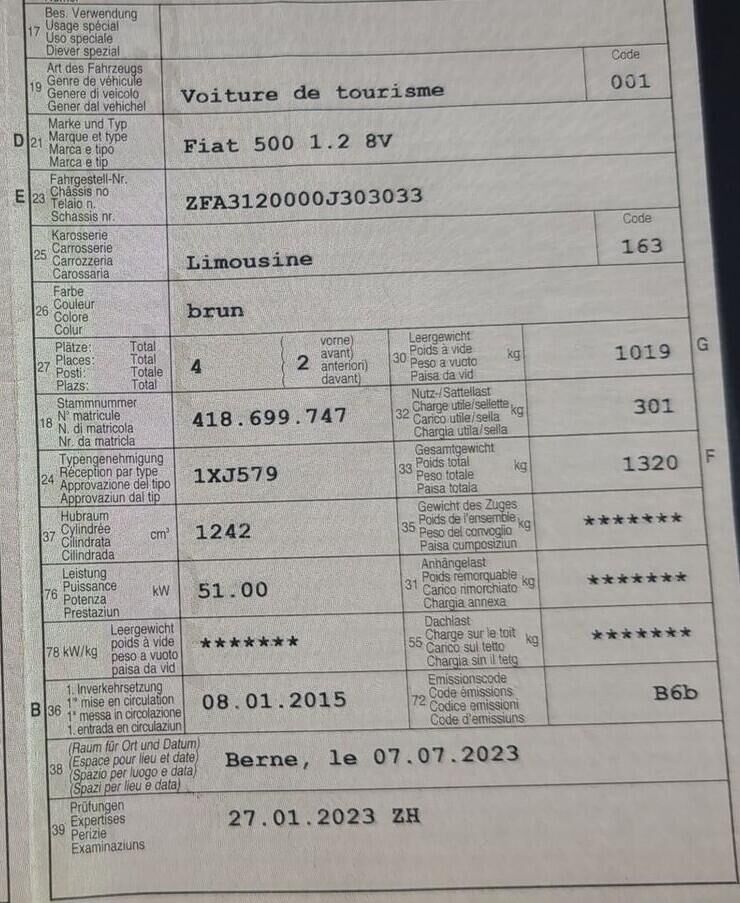 17
Bes. Verwendung
Usage spécial
Uso speciale
Diever spezial
19
Art des Fahrzeugs
Genre de véhicule
Genere di veicolo
Gener dal vehichel
Voiture de tourisme
Code
001
D
21
Marke und Typ
Marque et type
Marca e tipo
Marca e tip
Fiat 500 1.2 8V
E
23
Fahrgestell-Nr.
Châssis no
Telaio n.
Schassis nr.
ZFA3120000J303033
25
Karosserie
Carrosserie
Carrozzeria
Carossaria
Limousine
Code
163
26
Farbe
Couleur
Colore
Colur
brun
27
Plätze: Total
Places: Total
Posti: Totale
Plazs: Total
4
2
vorne)
avant)
anteriori)
davant)
30
Leergewicht
Poids à vide
Peso a vuoto
Paisa da vid
kg
1019
G
18
Stammnummer
N° matricule
N. di matricola
Nr. da matricla
418.699.747
32
Nutz-/Sattellast
Charge utile/sellette
Carico utile/sella
Chargia utila/sella
kg
301
24
Typengenehmigung
Réception par type
Approvazione del tipo
Approvaziun dal tip
1XJ579
33
Gesamtgewicht
Poids total
Peso totale
Paisa totala
kg
1320
F
37
Hubraum
Cylindrée
Cilindrata
Cilindrada
cm³
1242
35
Gewicht des Zuges
Poids de l'ensemble
Peso del convoglio
Paisa cumposiziun
kg
*******
76
Leistung
Puissance
Potenza
Prestaziun
kW
51.00
31
Anhängelast
Poids remorquable
Carico rimorchiato
Chargia annexa
kg
*******
78 kW/kg
Leergewicht
poids à vide
peso a vuoto
paisa da vid
*******
55
Dachlast
Charge sur le toit
Carico sul tetto
Chargia sin il tetg
kg
*******
B
36
1. Inverkehrsetzung
1re mise en circulation
1a messa in circolazione
1. entrada en circulaziun
08.01.2015
72
Emissionscode
Code émissions
Codice emissioni
Code d'emissiuns
B6b
38
(Raum für Ort und Datum)
(Espace pour lieu et date)
(Spazio per luogo e data)
(Spazi per lieu e data)
Berne, le 07.07.2023
39
Prüfungen
Expertises
Perizie
Examinaziuns
27.01.2023 ZH